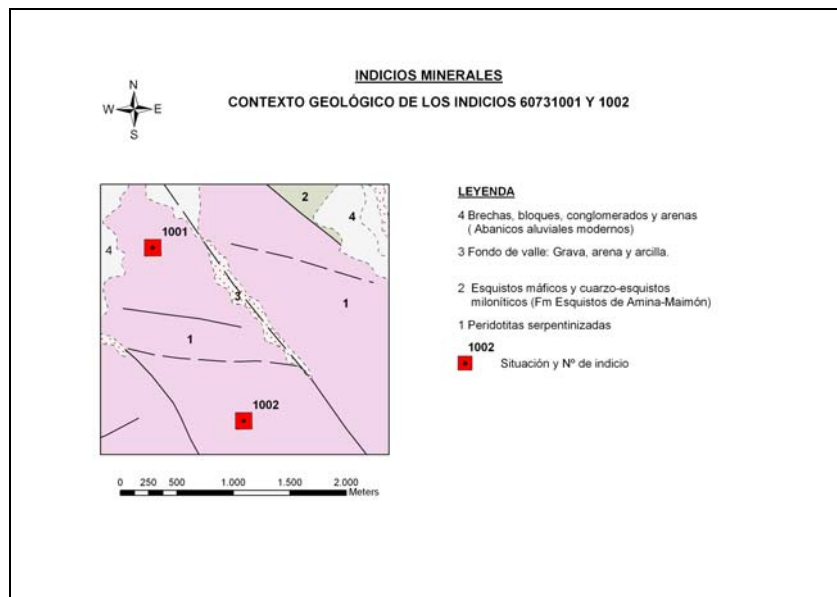 INDICIOS MINERALES
CONTEXTO GEOLÓGICO DE LOS INDICIOS 60731001 Y 1002
N
W E
S
2
4
1001
4
3
1
1
1002
0 250 500 1.000 1.500 2.000
Meters
LEYENDA
4 Brechas, bloques, conglomerados y arenas
( Abanicos aluviales modernos)
3 Fondo de valle: Grava, arena y arcilla.
2 Esquistos máficos y cuarzo-esquistos
miloníticos (Fm Esquistos de Amina-Maimón)
1 Peridotitas serpentinizadas
1002
Situación y Nº de indicio